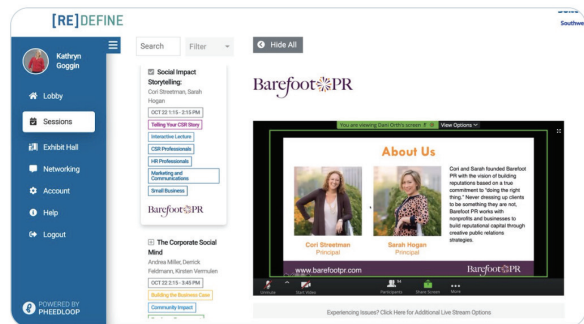 [RE]DEFINE
Southwe
Kathryn
Goggin
Lobby
Sessions
Exhibit Hall
Networking
Account
Help
Logout
POWERED BY
PHEEDLOOP
Search
Filter
Social Impact
Storytelling:
Cori Streetman, Sarah
Hogan
OCT 22 1:15 - 2:15 PM
Telling Your CSR Story
Interactive Lecture
CSR Professionals
HR Professionals
Marketing and
Communications
Small Business
Barefoot PR
The Corporate Social
Mind
Andrea Miller, Derrick
Feldmann, Kirsten Vermulen
OCT 22 2:15 - 3:45 PM
Building the Business Case
Community Impact
Hide All
Barefoot PR
You are viewing Dani Orth's screen
View Options
About Us
Cori Streetman
Principal
Sarah Hogan
Principal
Cori and Sarah founded Barefoot
PR with the vision of building
reputations based on a true
commitment to "doing the right
thing." Never dressing up clients
to be something they are not,
Barefoot PR works with
nonprofits and businesses to
build reputational capital through
creative public relations
strategies.
www.barefootpr.com
Barefoot PR
Unmute
Start Video
Participants
Share Screen
More
Experiencing Issues? Click Here for Additional Live Stream Options